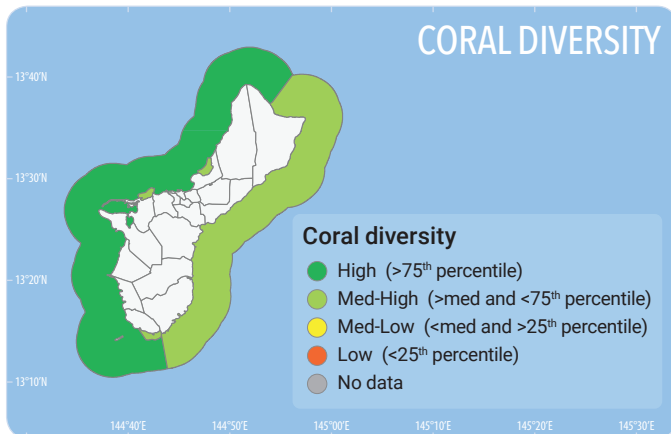 CORAL DIVERSITY
13°40'N
13°30'N
13°20'N
13°10'N
Coral diversity
High (>75th percentile)
Med-High (>med and <75th percentile)
Med-Low (<med and >25th percentile)
Low (<25th percentile)
No data
144°40'E
144°50'E
145°00'E
145°10'E
145°20'E
145°30'E